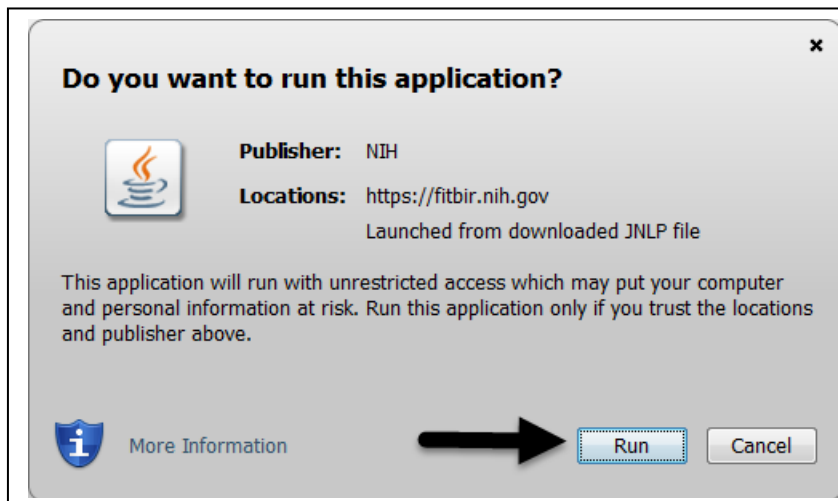 Do you want to run this application?
Publisher: NIH
Locations: https://fitbir.nih.gov
Launched from downloaded JNLP file
This application will run with unrestricted access which may put your computer
and personal information at risk. Run this application only if you trust the locations
and publisher above.
More Information
Run
Cancel